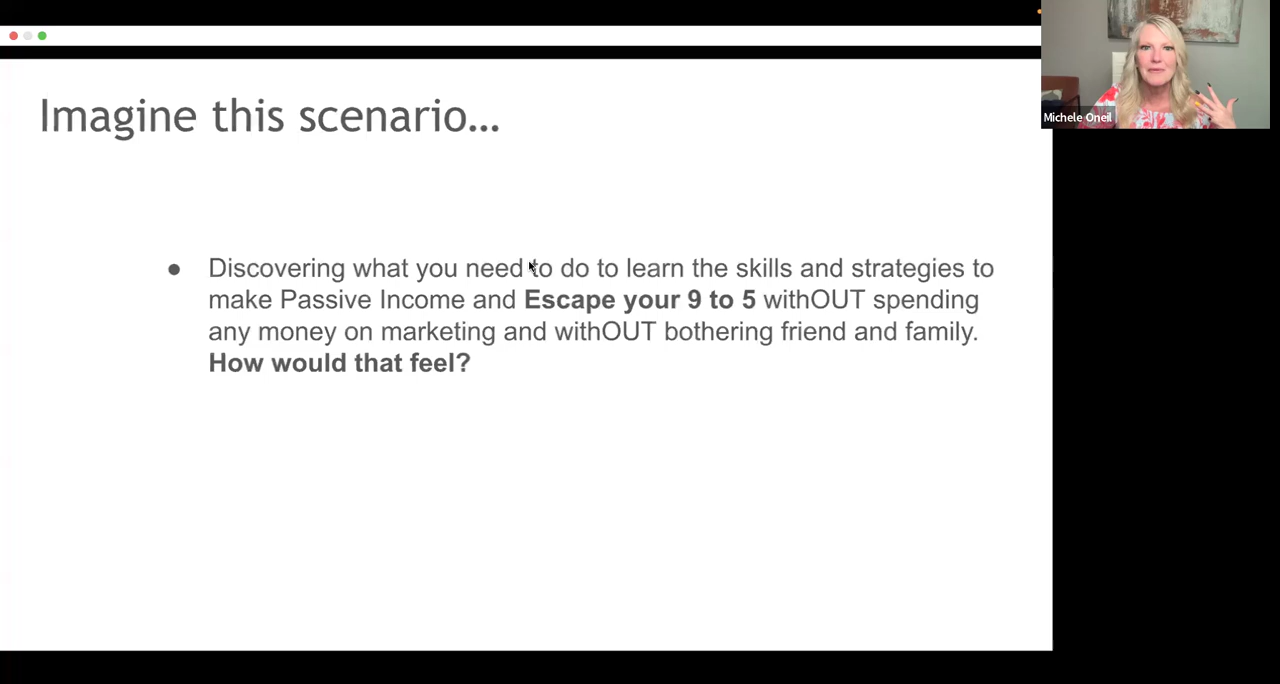 Imagine this scenario...
● Discovering what you need to do to learn the skills and strategies to
make Passive Income and Escape your 9 to 5 withOUT spending
any money on marketing and withOUT bothering friend and family.
How would that feel?
Michele Oneil